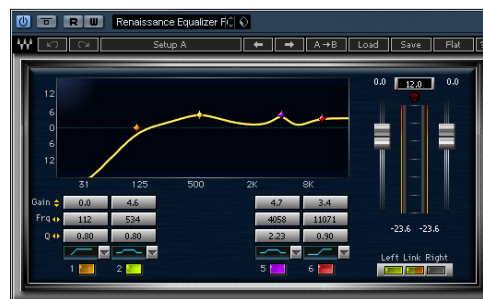 R W Renaissance Equalizer F
Setup A A→B Load Save Flat ?
12
6
0
6
12
31 125 500 2K 8K
0.0 12.0 0.0
-23.6 -23.6
Gain 0.0 4.6 4.7 3.4
Frq 112 534 4058 11071
Q 0.80 0.80 2.23 0.90
1 2 5 6
Left Link Right